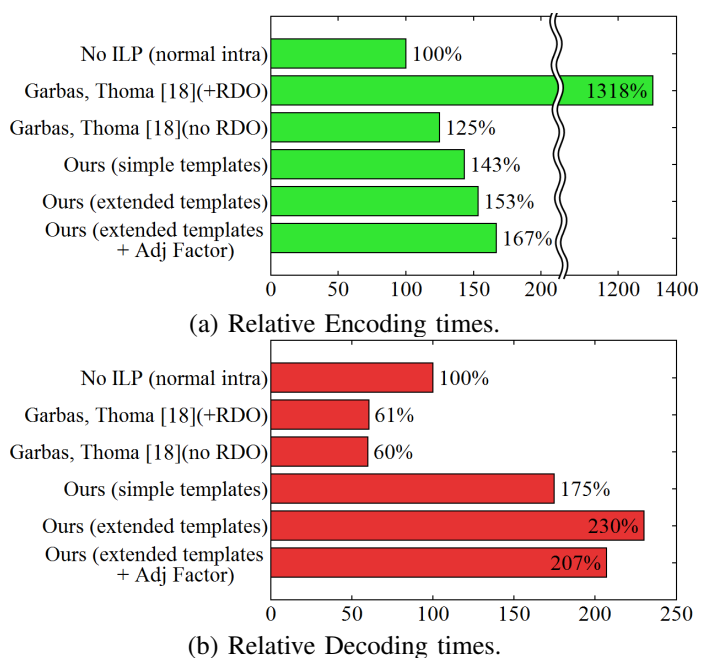 No ILP (normal intra)
100%
Garbas, Thoma [18](+RDO)
1318%
Garbas, Thoma [18](no RDO)
125%
Ours (simple templates)
143%
Ours (extended templates)
153%
Ours (extended templates
+ Adj Factor)
167%
0 50 100 150 200 1200 1400
(a) Relative Encoding times.
No ILP (normal intra)
100%
Garbas, Thoma [18](+RDO)
61%
Garbas, Thoma [18](no RDO)
60%
Ours (simple templates)
175%
Ours (extended templates)
230%
Ours (extended templates
+ Adj Factor)
207%
0 50 100 150 200 250
(b) Relative Decoding times.